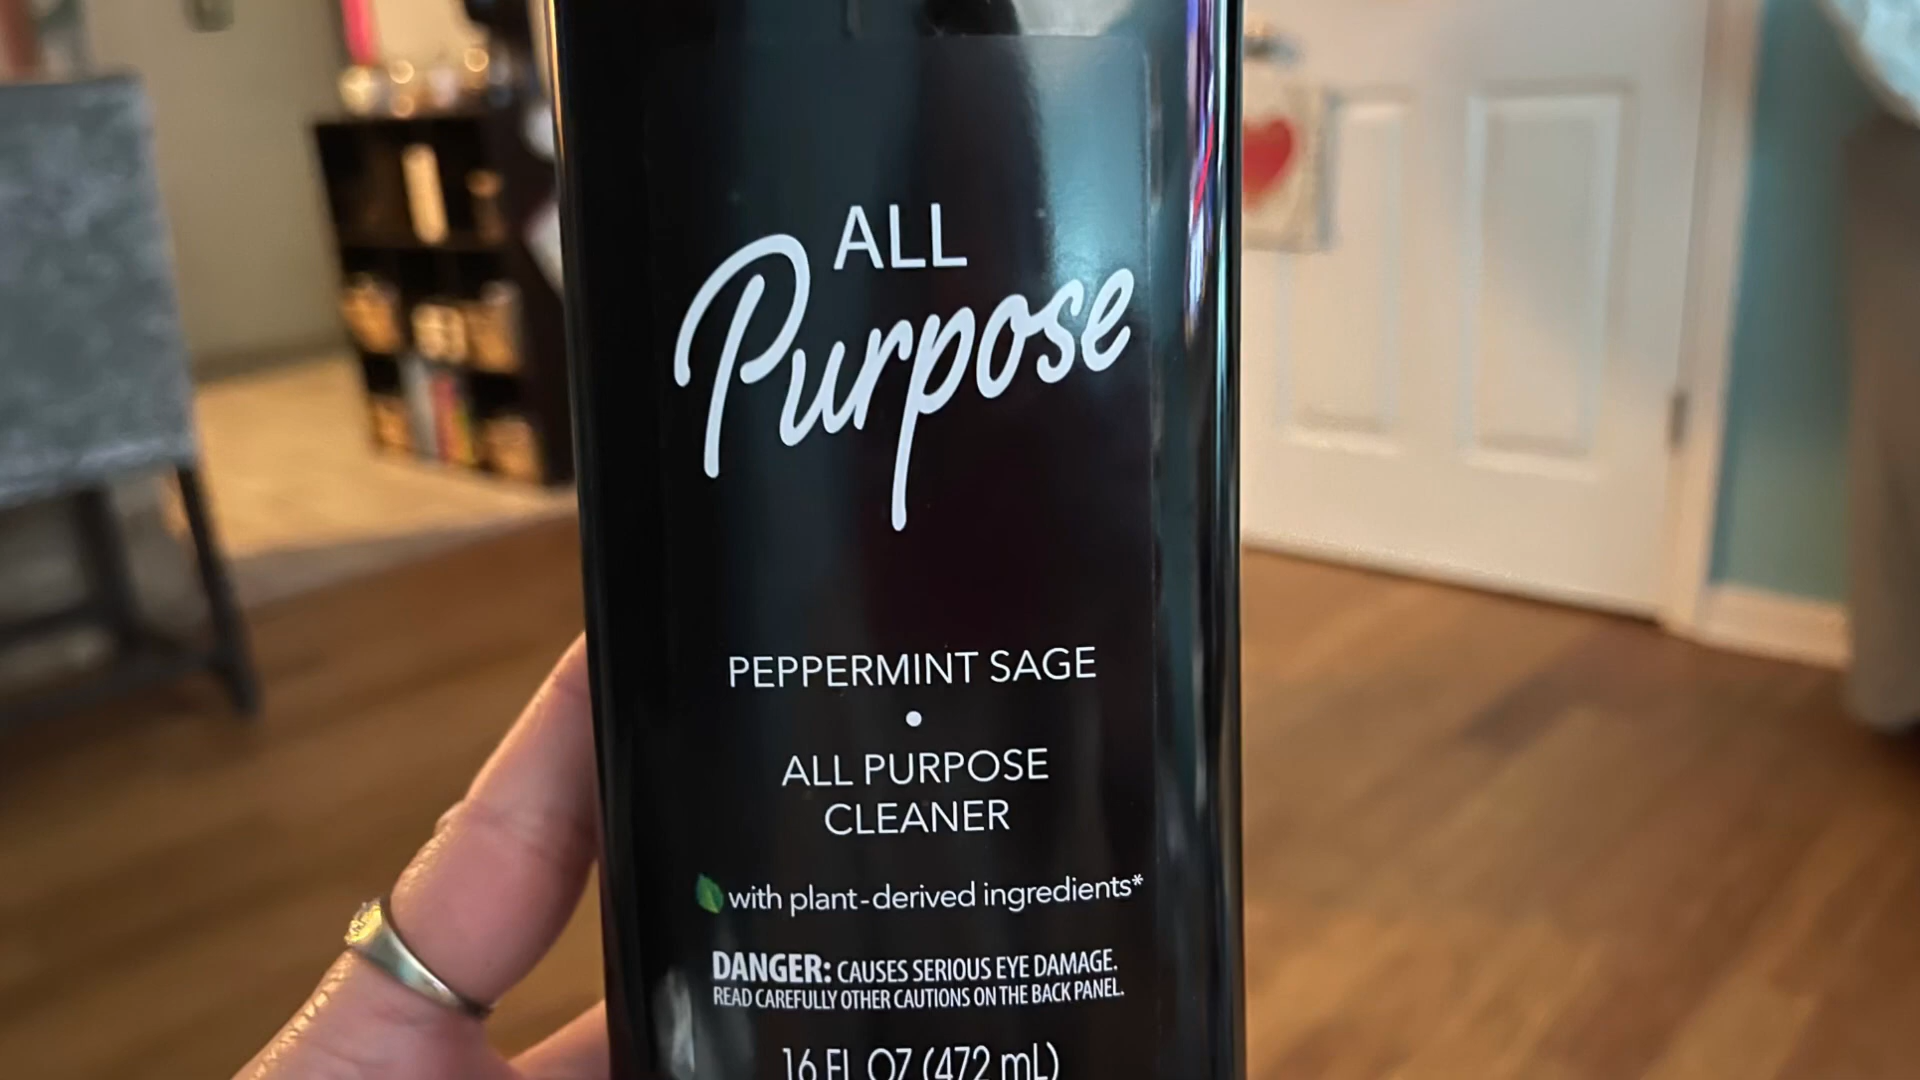 ALL
Purpose
PEPPERMINT SAGE
•
ALL PURPOSE
CLEANER
with plant-derived ingredients*
DANGER: CAUSES SERIOUS EYE DAMAGE.
READ CAREFULLY OTHER CAUTIONS ON THE BACK PANEL.
16 FL OZ (472 mL)